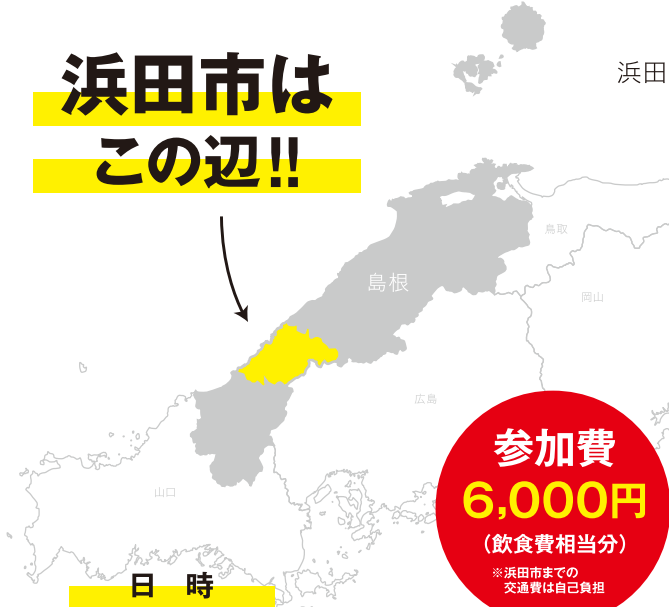 浜田市は
この辺!!
浜田
鳥取
島根
岡山
広島
山口
参加費
6,000円
（飲食費相当分）
※浜田市までの
交通費は自己負担
日 時